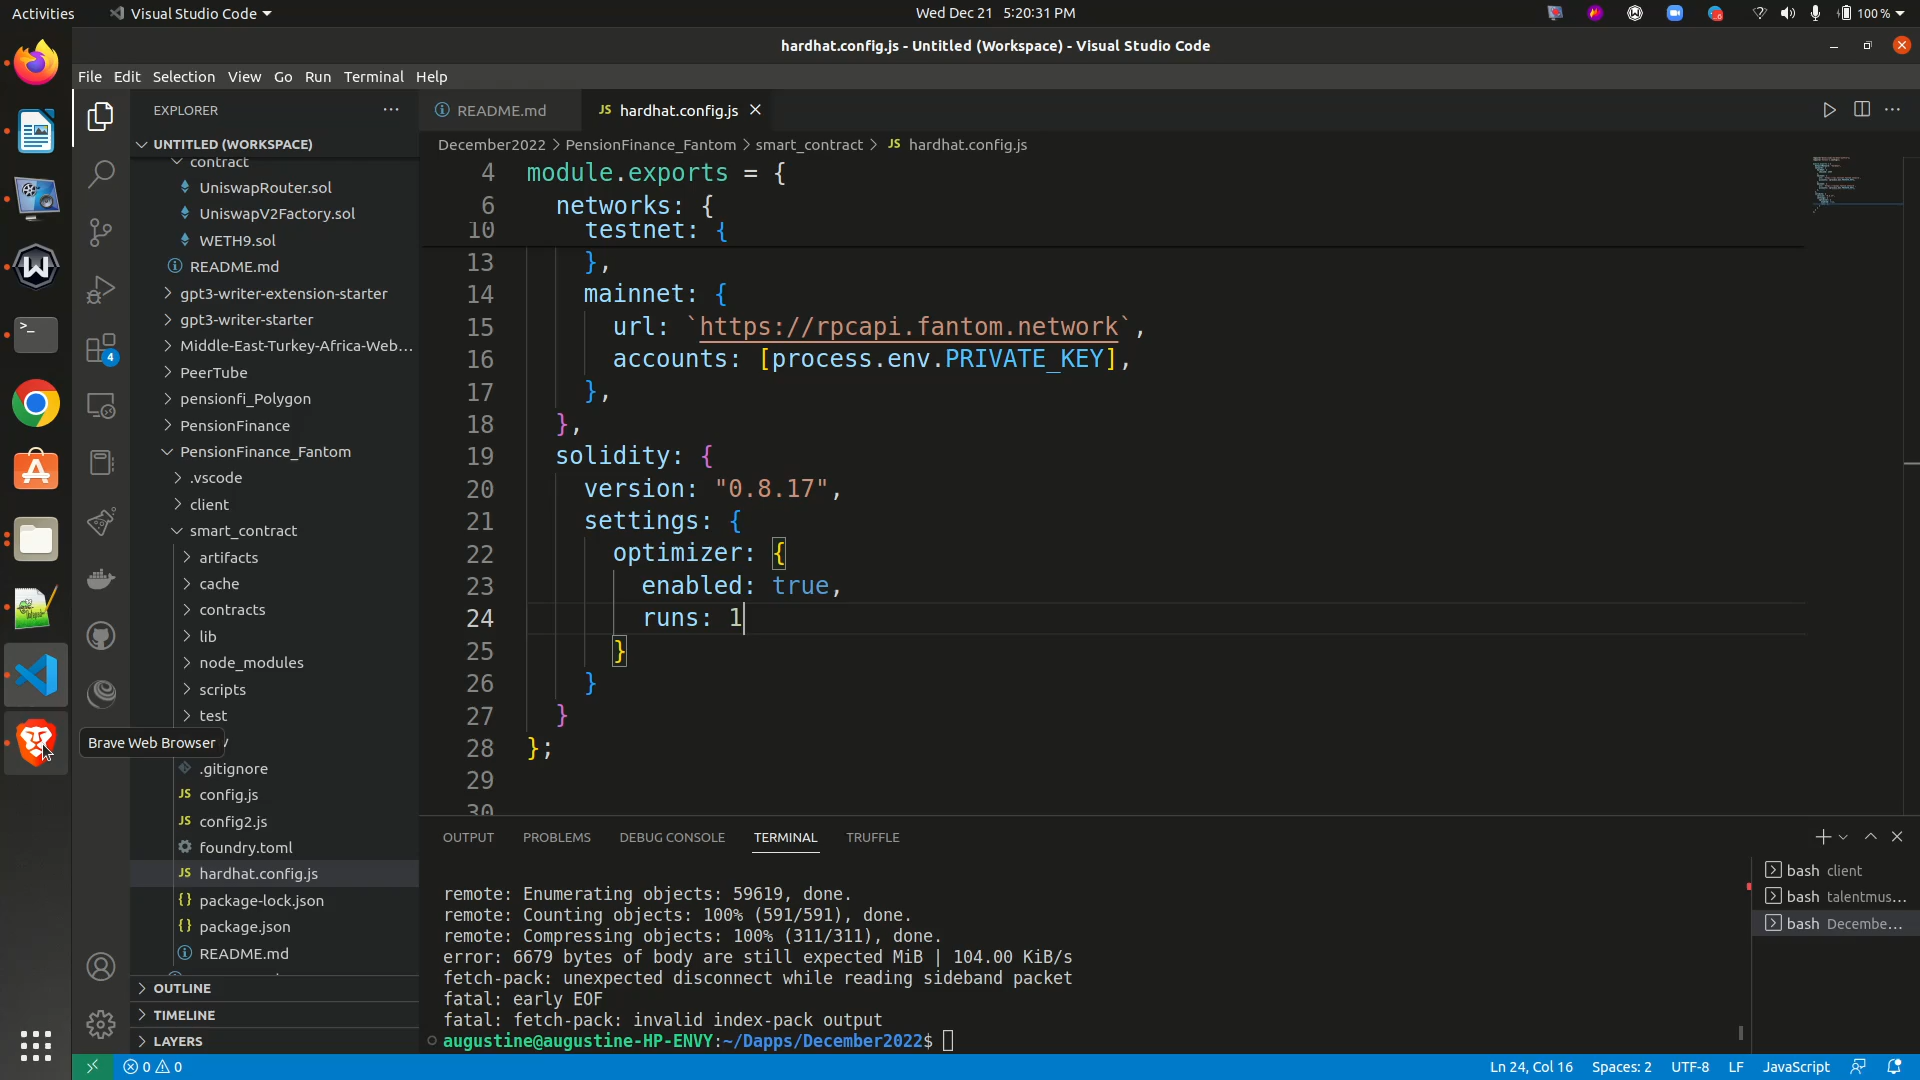 Activities
Visual Studio Code
Wed Dec 21 5:20:31 PM
100 %
hardhat.config.js - Untitled (Workspace) - Visual Studio Code
File Edit Selection View Go Run Terminal Help
EXPLORER
README.md
JS hardhat.config.js
UNTITLED (WORKSPACE)
December2022 > PensionFinance_Fantom > smart_contract > JS hardhat.config.js
contract
UniswapRouter.sol
UniswapV2Factory.sol
WETH9.sol
README.md
gpt3-writer-extension-starter
gpt3-writer-starter
Middle-East-Turkey-Africa-Web...
PeerTube
pensionfi_Polygon
PensionFinance
PensionFinance_Fantom
.vscode
client
smart_contract
artifacts
cache
contracts
lib
node_modules
scripts
test
Brave Web Browser
.gitignore
JS config.js
JS config2.js
foundry.toml
JS hardhat.config.js
{} package-lock.json
{} package.json
README.md
OUTLINE
TIMELINE
LAYERS
4
4 module.exports = {
6 networks: {
10 testnet: {
13 },
14 mainnet: {
15 url: `https://rpcapi.fantom.network`,
16 accounts: [process.env.PRIVATE_KEY],
17 },
18 },
19 solidity: {
20 version: "0.8.17",
21 settings: {
22 optimizer: {
23 enabled: true,
24 runs: 1
25 }
26 }
27 }
28 };
29
30
OUTPUT PROBLEMS DEBUG CONSOLE TERMINAL TRUFFLE
remote: Enumerating objects: 59619, done.
remote: Counting objects: 100% (591/591), done.
remote: Compressing objects: 100% (311/311), done.
error: 6679 bytes of body are still expected MiB | 104.00 KiB/s
fetch-pack: unexpected disconnect while reading sideband packet
fatal: early EOF
fatal: fetch-pack: invalid index-pack output
augustine@augustine-HP-ENVY:~/Dapps/December2022$
bash client
bash talentmus...
bash Decembe...
0 0
Ln 24, Col 16 Spaces: 2 UTF-8 LF JavaScript